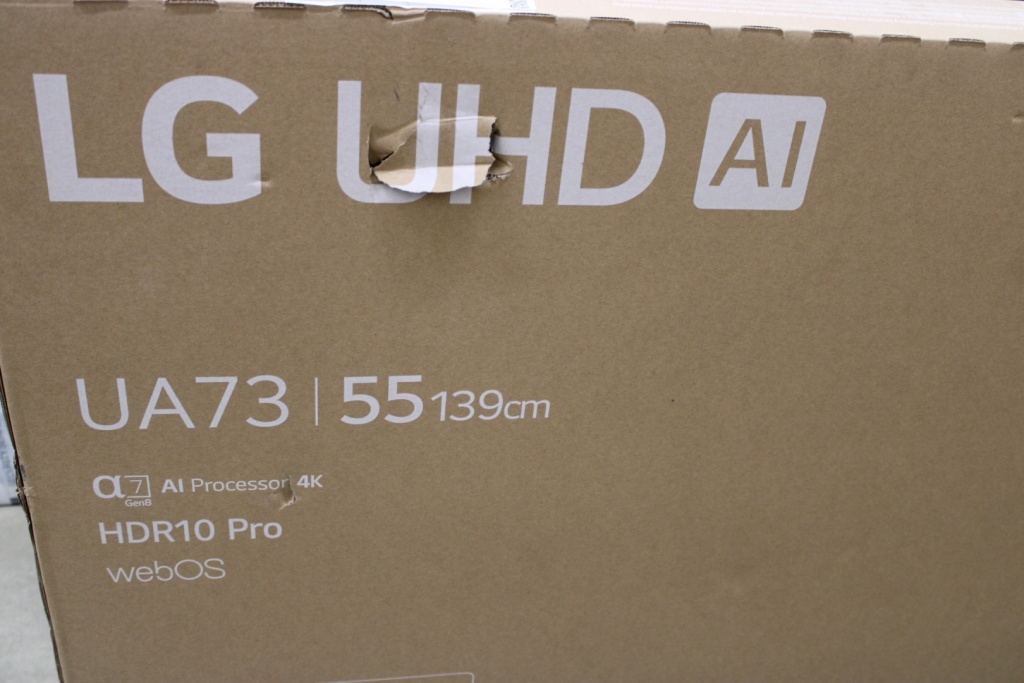 LG UHD AI
UA73 | 55 139cm
α7 AI Processor 4K
Gen8
HDR10 Pro
webOS